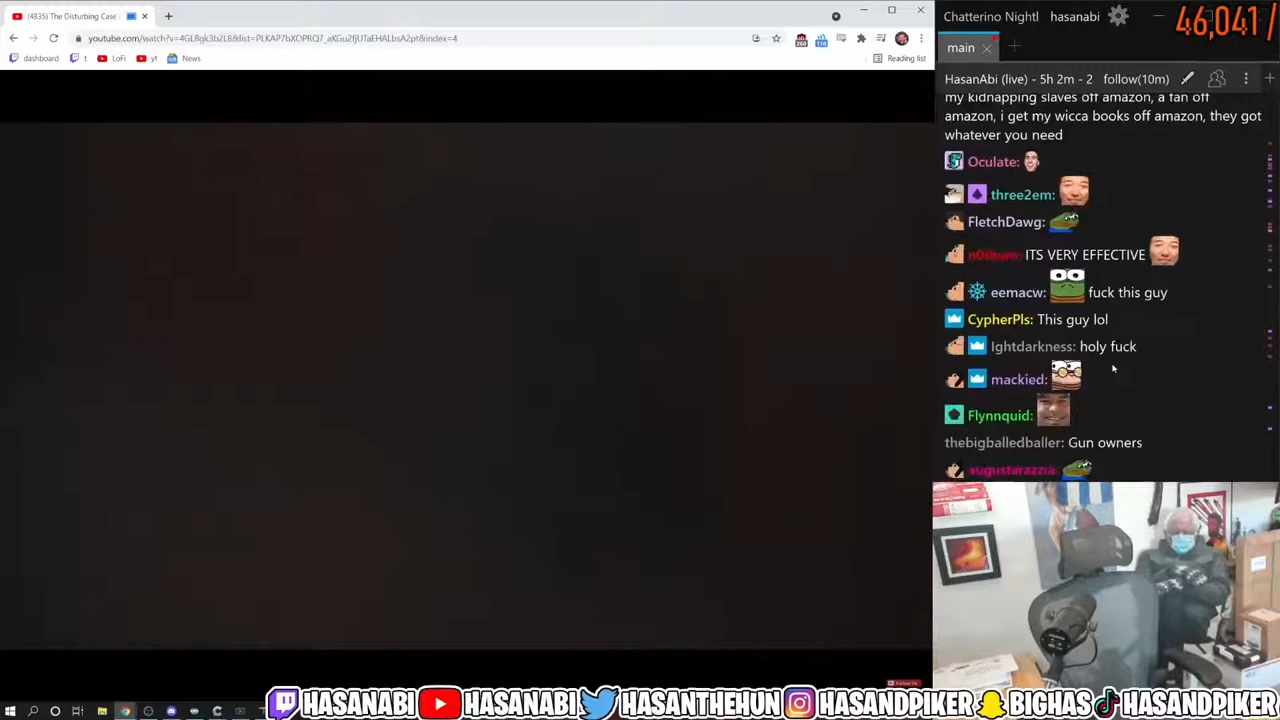 (4835) The Disturbing Case
youtube.com/watch?v=4GL8gk3b2L8&list=PLKAP7bXOPRQ7_aKGu2fjUTaEHALbsA2pt&index=4
dashboard
t
LoFi
yt
News
Reading list
Chatterino Nightl
hasanabi
46,041 /
main
HasanAbi (live) - 5h 2m - 2
follow(10m)
my kidnapping slaves off amazon, a fan off
amazon, i get my wicca books off amazon, they got
whatever you need
Oculate:
three2em:
FletchDawg:
ITS VERY EFFECTIVE
eemacw: fuck this guy
CypherPls: This guy lol
lghtdarkness: holy fuck
mackied:
Flynnquid:
thebigballedballer: Gun owners
HASANABI
HASANABI
HASANTHEHUN
HASANDPIKER
BIGHAS
HASANDPIKER